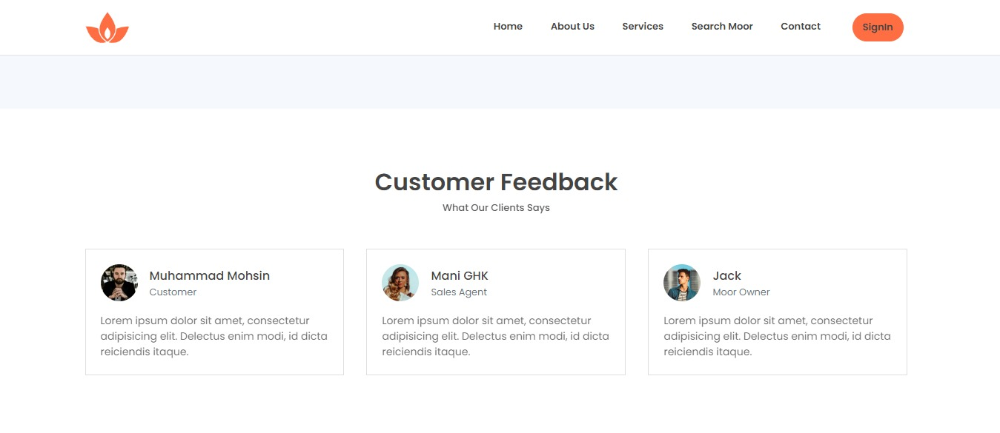 Home About Us Services Search Moor Contact SignIn
Customer Feedback
What Our Clients Says
Muhammad Mohsin
Customer
Lorem ipsum dolor sit amet, consectetur
adipisicing elit. Delectus enim modi, id dicta
reiciendis itaque.
Mani GHK
Sales Agent
Lorem ipsum dolor sit amet, consectetur
adipisicing elit. Delectus enim modi, id dicta
reiciendis itaque.
Jack
Moor Owner
Lorem ipsum dolor sit amet, consectetur
adipisicing elit. Delectus enim modi, id dicta
reiciendis itaque.